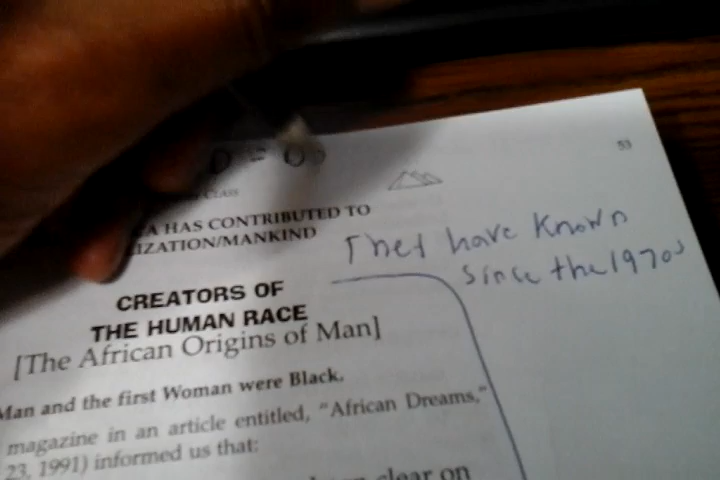 53
CLASS
A HAS CONTRIBUTED TO
IZATION/MANKIND
They have Known
since the 1970s
CREATORS OF
THE HUMAN RACE
[The African Origins of Man]
Man and the first Woman were Black.
magazine in an article entitled, "African Dreams,"
23, 1991) informed us that:
clear on